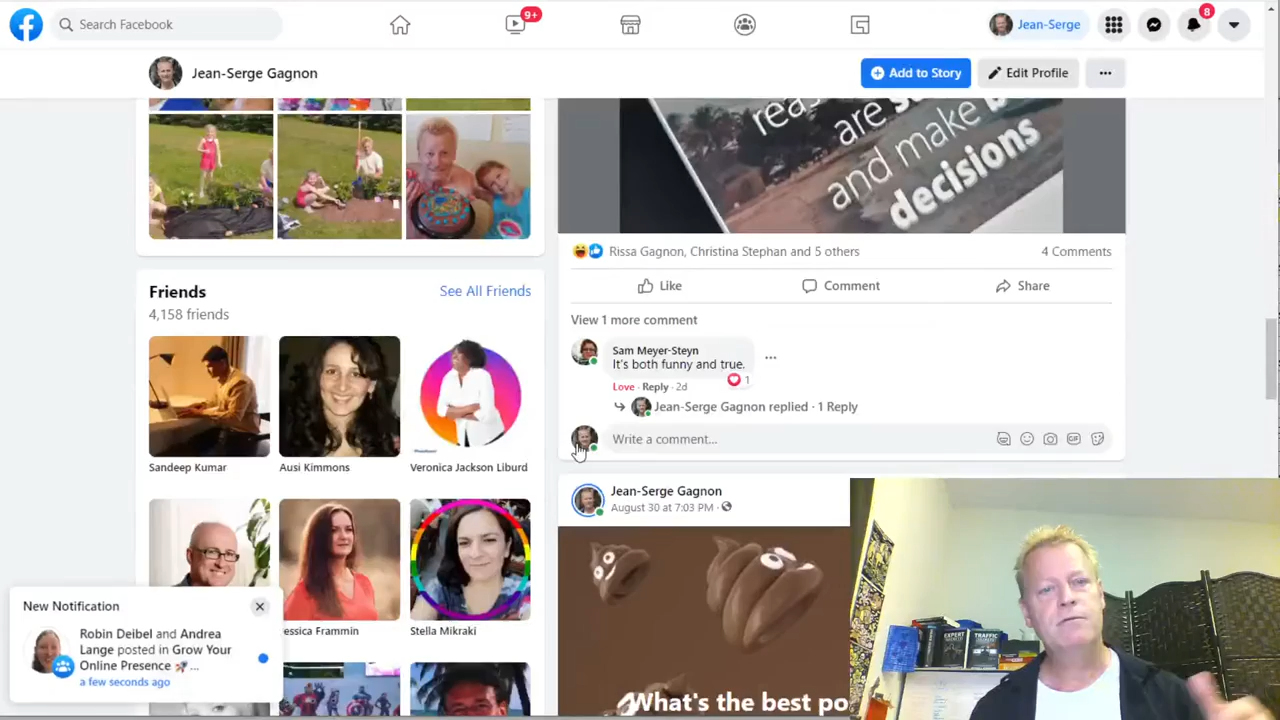 Search Facebook
9+
Jean-Serge
8
Jean-Serge Gagnon
Add to Story
Edit Profile
are
and make
decisions
Rissa Gagnon, Christina Stephan and 5 others
4 Comments
Like
Comment
Share
View 1 more comment
Sam Meyer-Steyn
It's both funny and true.
1
Love · Reply · 2d
Jean-Serge Gagnon replied · 1 Reply
Write a comment...
GIF
Friends
See All Friends
4,158 friends
Sandeep Kumar
Ausi Kimmons
Veronica Jackson Liburd
essica Frammin
Stella Mikraki
Jean-Serge Gagnon
August 30 at 7:03 PM ·
What's the best po
New Notification
Robin Deibel and Andrea
Lange posted in Grow Your
Online Presence 🚀...
a few seconds ago
EXPERT
TRAFFIC